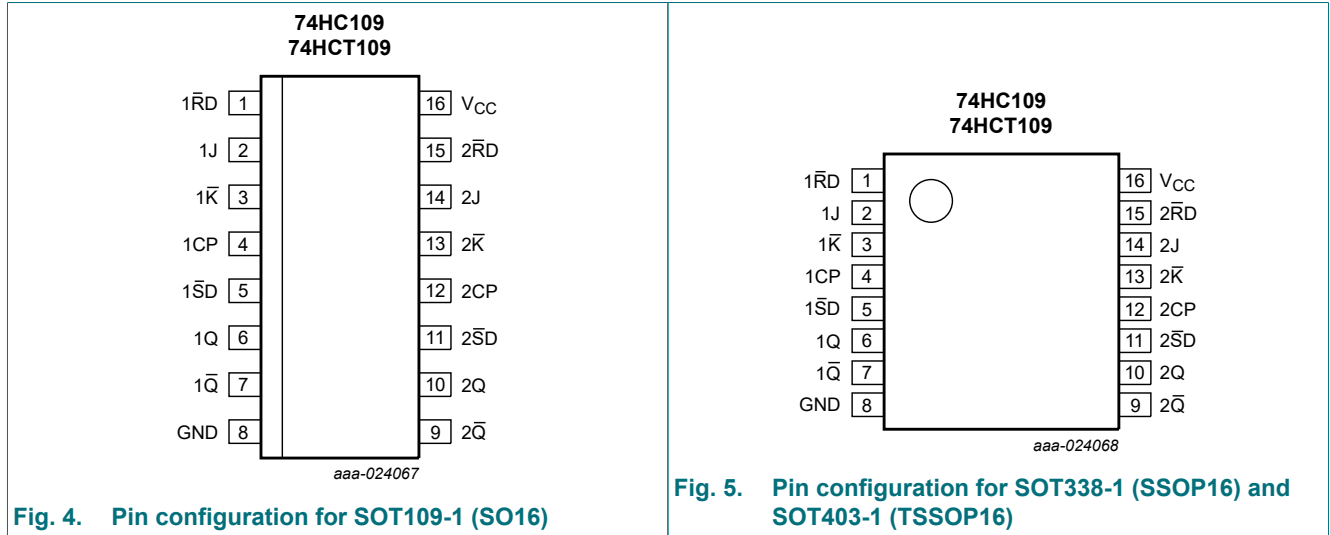 74HC109
74HCT109
1R̅D 1 16 VCC
1J 2 15 2R̅D
1K̅ 3 14 2J
1CP 4 13 2K̅
1S̅D 5 12 2CP
1Q 6 11 2S̅D
1Q̅ 7 10 2Q
GND 8 9 2Q̅
aaa-024067
Fig. 4. Pin configuration for SOT109-1 (SO16)
74HC109
74HCT109
1R̅D 1 16 VCC
1J 2 15 2R̅D
1K̅ 3 14 2J
1CP 4 13 2K̅
1S̅D 5 12 2CP
1Q 6 11 2S̅D
1Q̅ 7 10 2Q
GND 8 9 2Q̅
aaa-024068
Fig. 5. Pin configuration for SOT338-1 (SSOP16) and
SOT403-1 (TSSOP16)